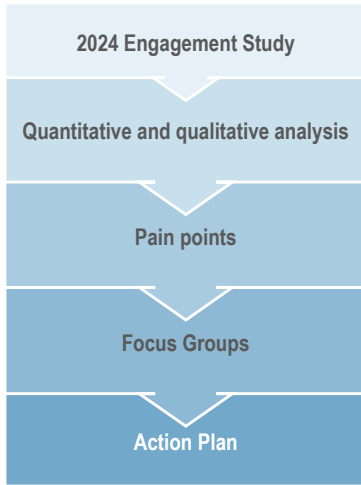 2024 Engagement Study
Quantitative and qualitative analysis
Pain points
Focus Groups
Action Plan